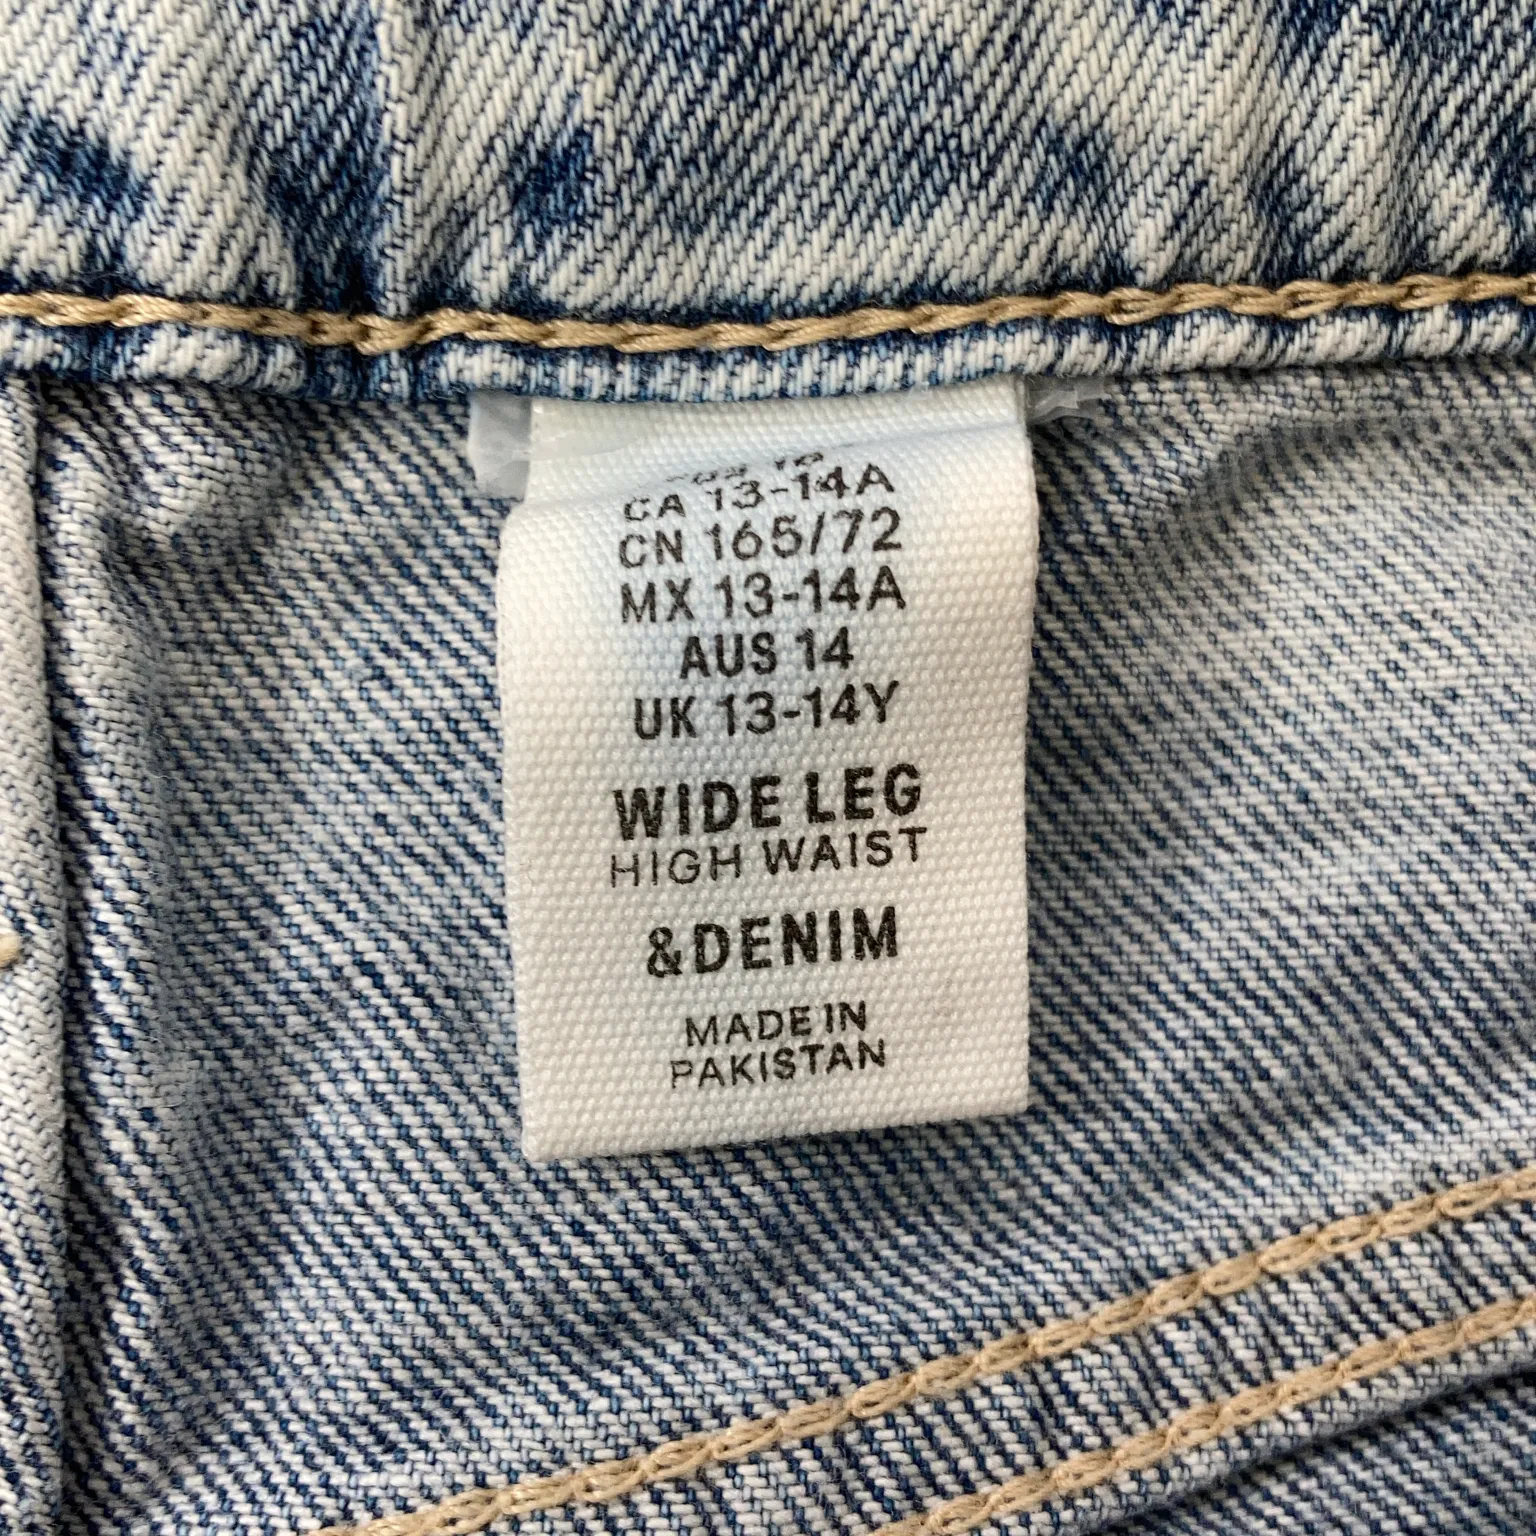 CA 13-14A
CN 165/72
MX 13-14A
AUS 14
UK 13-14Y
WIDE LEG
HIGH WAIST
&DENIM
MADE IN
PAKISTAN